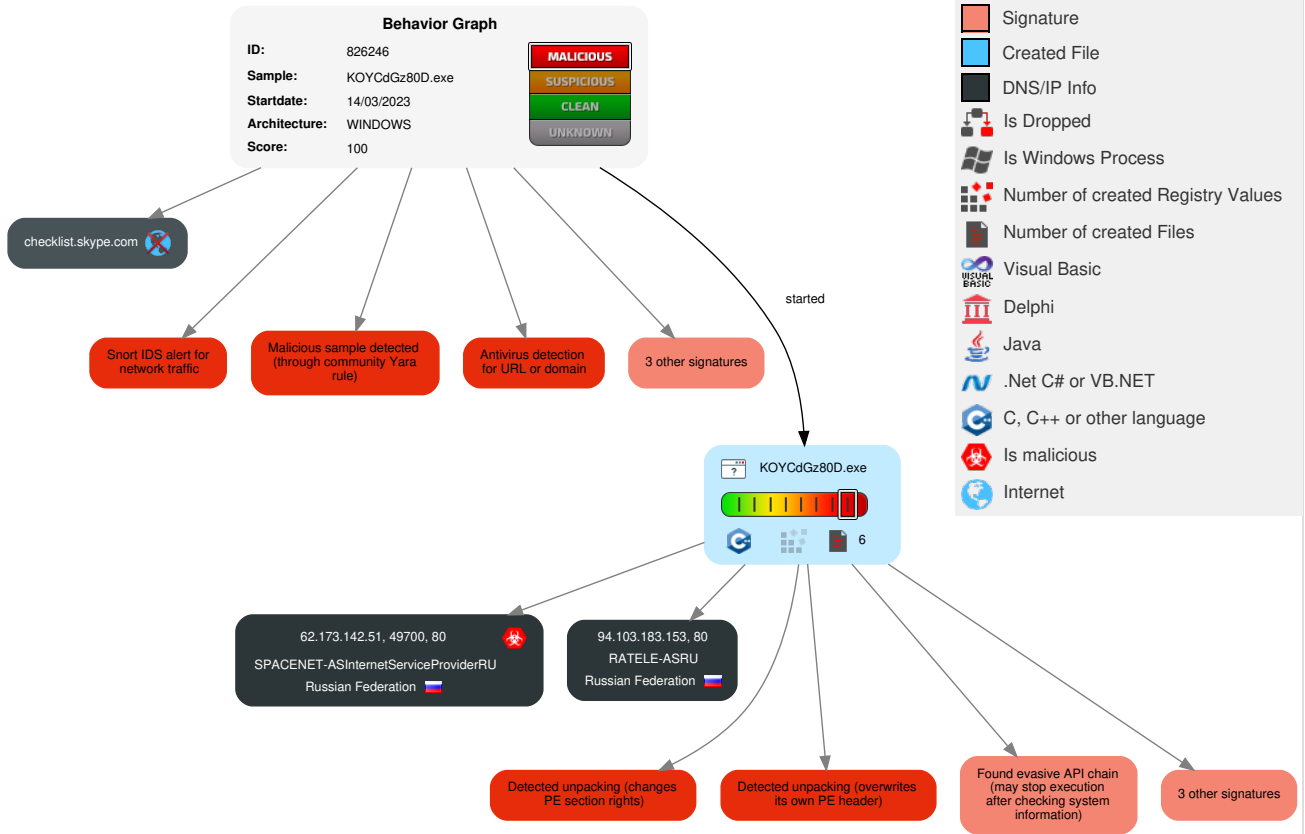 Behavior Graph
ID: 826246
Sample: KOYCdGz80D.exe
Startdate: 14/03/2023
Architecture: WINDOWS
Score: 100
MALICIOUS
SUSPICIOUS
CLEAN
UNKNOWN
Signature
Created File
DNS/IP Info
Is Dropped
Is Windows Process
Number of created Registry Values
Number of created Files
VISUAL
BASIC
Visual Basic
Delphi
Java
.Net C# or VB.NET
C, C++ or other language
Is malicious
Internet
checklist.skype.com
started
Snort IDS alert for
network traffic
Malicious sample detected
(through community Yara
rule)
Antivirus detection
for URL or domain
3 other signatures
?
KOYCdGz80D.exe
6
62.173.142.51, 49700, 80
SPACENET-ASInternetServiceProviderRU
Russian Federation
94.103.183.153, 80
RATELE-ASRU
Russian Federation
Detected unpacking (changes
PE section rights)
Detected unpacking (overwrites
its own PE header)
Found evasive API chain
(may stop execution
after checking system
information)
3 other signatures